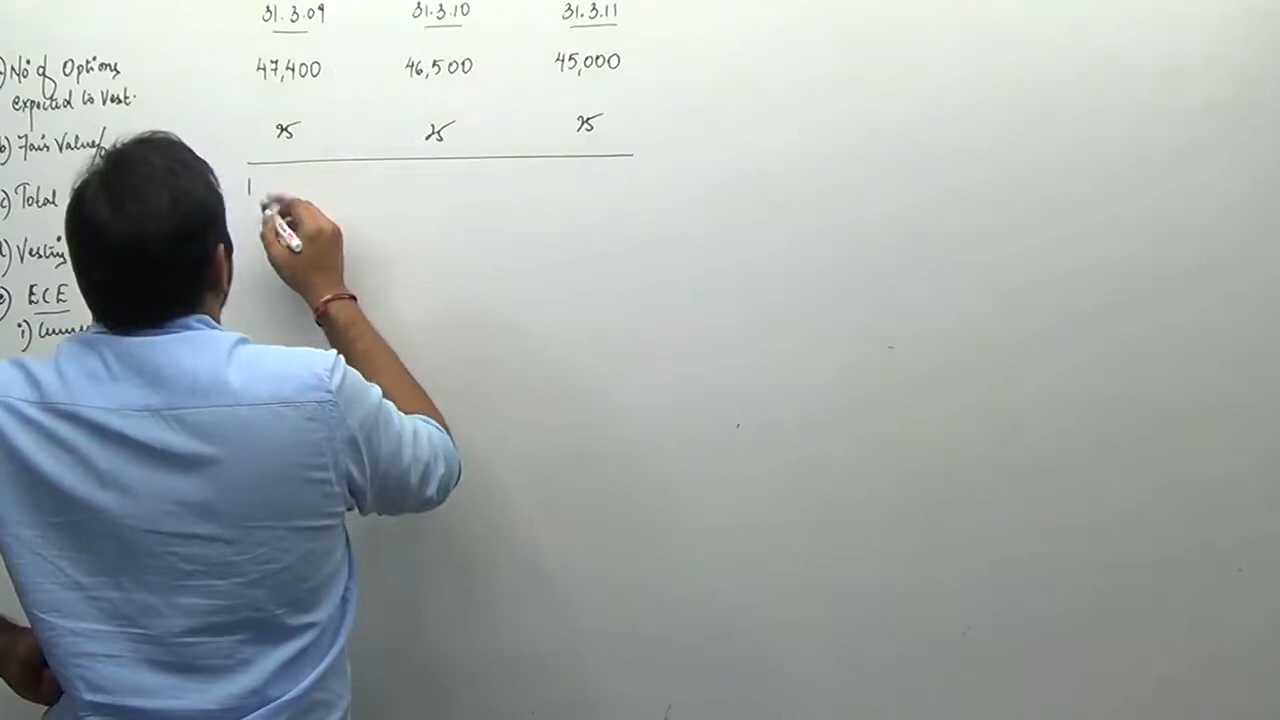 31.3.09 31.3.10 31.3.11
) No of Options 47,400 46,500 45,000
expected to Vest.
b) Fair Value 25 25 25
c) Total 1
d) Vesting
e) ECE
i)